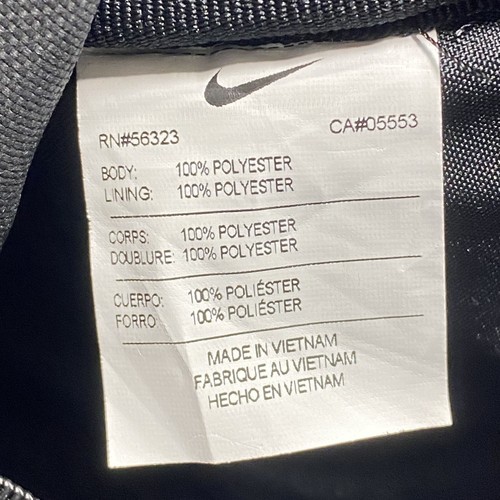 RN#56323 CA#05553
BODY: 100% POLYESTER
LINING: 100% POLYESTER
CORPS: 100% POLYESTER
DOUBLURE: 100% POLYESTER
CUERPO: 100% POLIÉSTER
FORRO 100% POLIÉSTER
MADE IN VIETNAM
FABRIQUE AU VIETNAM
HECHO EN VIETNAM